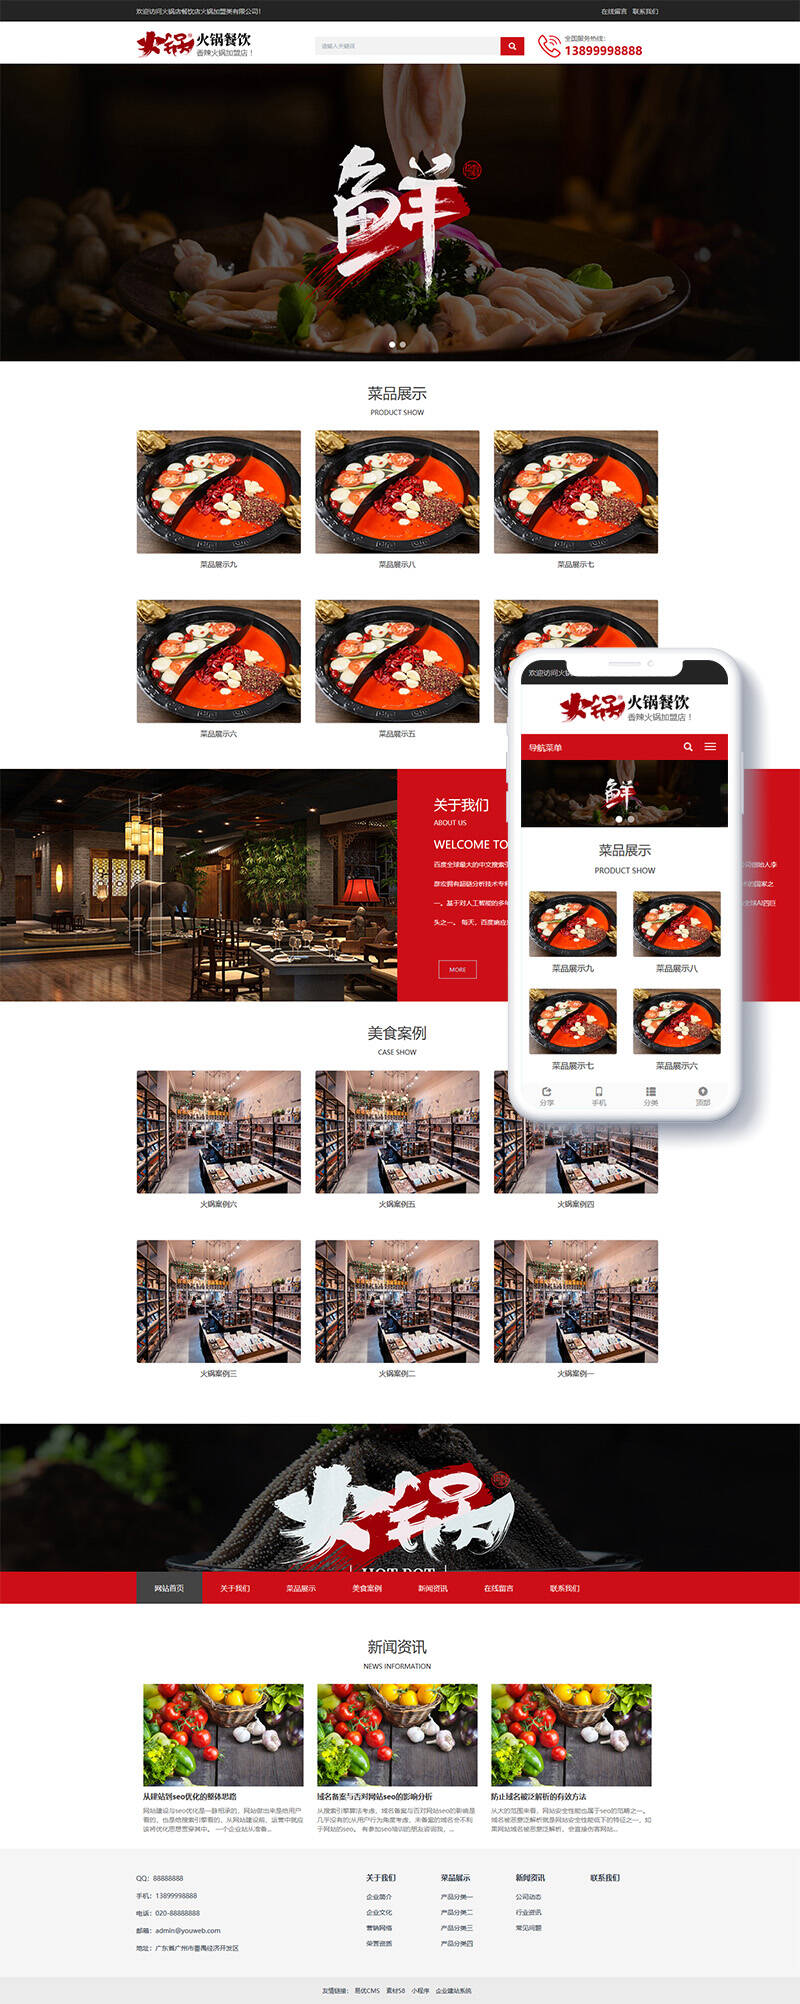 欢迎访问火锅店餐饮店火锅加盟类有限公司!
在线留言 联系我们
火锅 火锅餐饮
香辣火锅加盟店！
请输入关键词
全国服务热线：
13899998888
鲜
菜品展示
PRODUCT SHOW
菜品展示九 菜品展示八 菜品展示七
菜品展示六 菜品展示五
关于我们
ABOUT US
WELCOME TO
百度全球最大的中文搜索
司创始人李
彦宏拥有超链分析技术专利
的国家之
一。基于对人工智能的多年
全球AI四巨
头之一。 每天，百度响应
MORE
欢迎访问火锅
火锅 火锅餐饮
香辣火锅加盟店！
导航菜单
鲜
菜品展示
PRODUCT SHOW
菜品展示九 菜品展示八
菜品展示七 菜品展示六
分享 手机 分类 顶部
美食案例
CASE SHOW
火锅案例六 火锅案例五 火锅案例四
火锅案例三 火锅案例二 火锅案例一
火锅
HOT POT
网站首页 关于我们 菜品展示 美食案例 新闻资讯 在线留言 联系我们
新闻资讯
NEWS INFORMATION
从建站到seo优化的整体思路
网站建设与seo优化是一脉相承的，网站做出来是给用户
看的，也是给搜索引擎看的，从网站建设前，运营中就应
该将优化思想贯穿其中。 一个企业站从准备...
域名备案与否对网站seo的影响分析
从搜索引擎算法考虑，域名备案与否对网站seo的影响是
几乎没有的;从用户行为角度考虑，未备案的域名会不利
于网站的seo。 有参加seo培训的朋友咨询我，...
防止域名被泛解析的有效方法
从大的范围来看，网站安全性能也属于seo的范畴之一。
域名被恶意泛解析就是网站安全性能低下的特征之一，如
果网站域名被恶意泛解析，会直接伤害网站...
QQ：88888888
手机：13899998888
电话：020-88888888
邮箱：admin@youweb.com
地址：广东省广州市番禺经济开发区
关于我们 菜品展示 新闻资讯 联系我们
企业简介 产品分类一 公司动态
企业文化 产品分类二 行业资讯
营销网络 产品分类三 常见问题
荣誉资质 产品分类四
友情链接： 易优CMS 素材58 小程序 企业建站系统